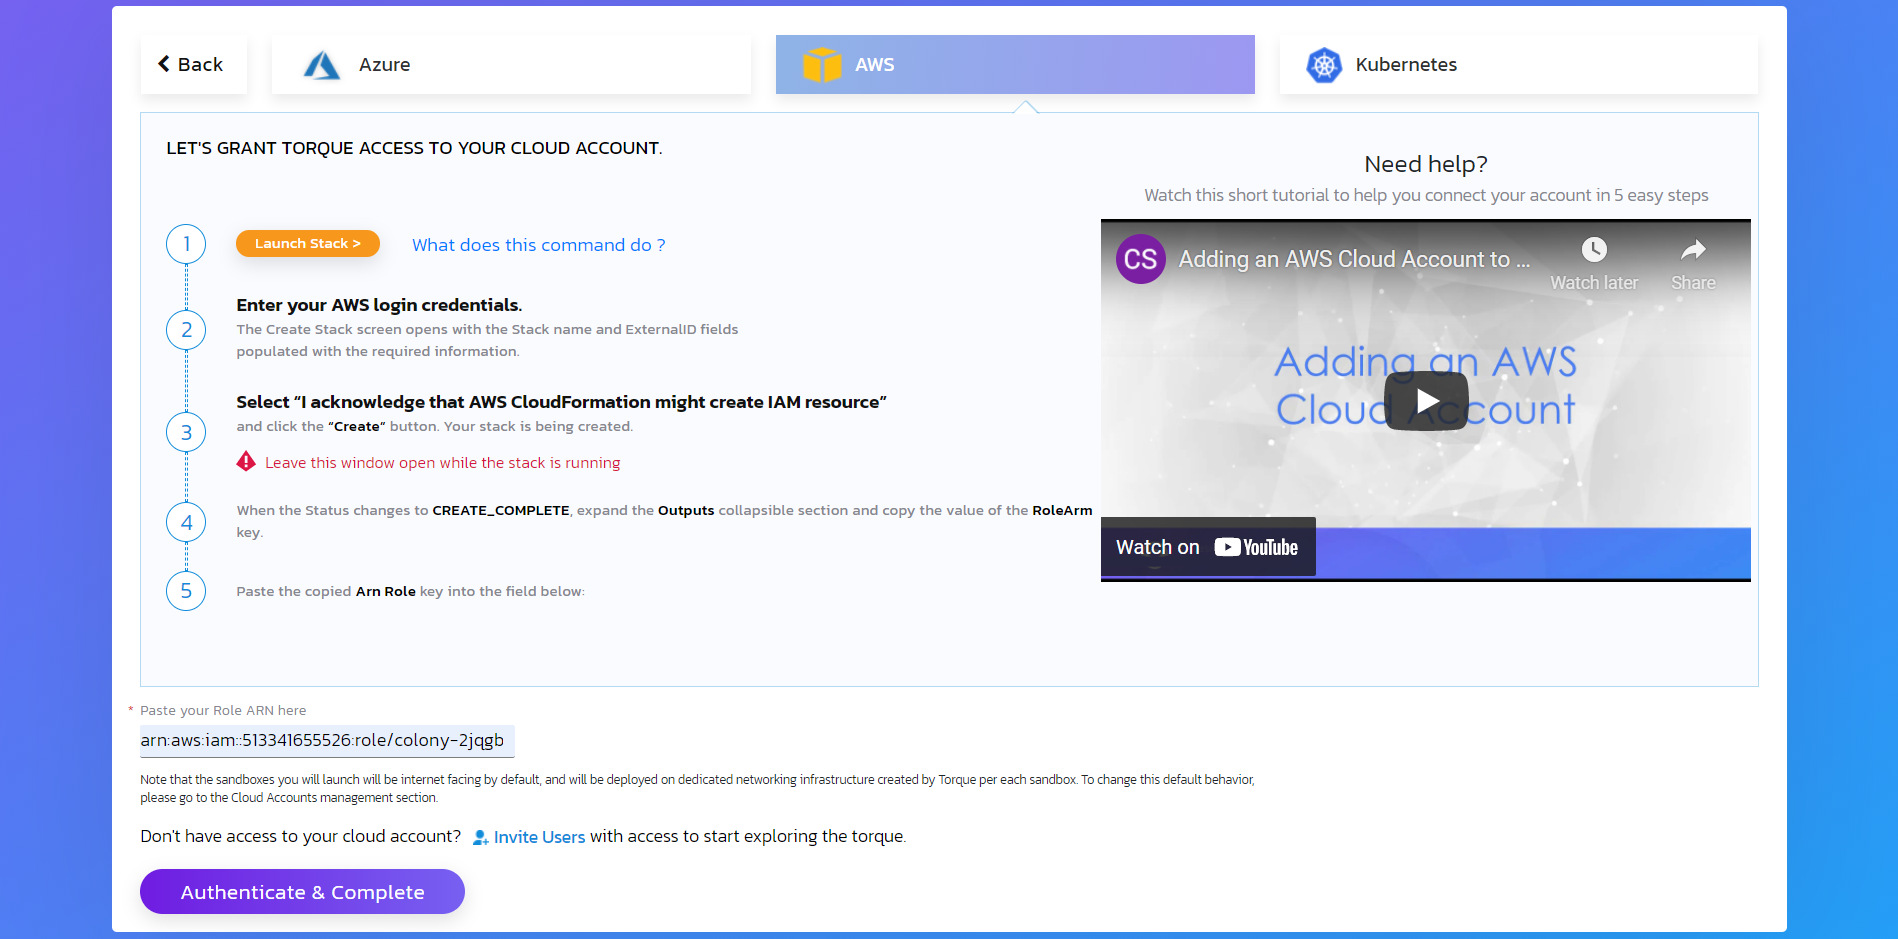 Back
Azure
AWS
Kubernetes
LET'S GRANT TORQUE ACCESS TO YOUR CLOUD ACCOUNT.
1
Launch Stack >
What does this command do ?
2
Enter your AWS login credentials.
The Create Stack screen opens with the Stack name and ExternalID fields
populated with the required information.
3
Select “I acknowledge that AWS CloudFormation might create IAM resource”
and click the “Create” button. Your stack is being created.
Leave this window open while the stack is running
4
When the Status changes to CREATE_COMPLETE, expand the Outputs collapsible section and copy the value of the RoleArm
key.
5
Paste the copied Arn Role key into the field below:
Need help?
Watch this short tutorial to help you connect your account in 5 easy steps
CS
Adding an AWS Cloud Account to ...
Watch later
Share
Adding an AWS
Cloud Account
Watch on YouTube
* Paste your Role ARN here
arn:aws:iam::513341655526:role/colony-2jqgb
Note that the sandboxes you will launch will be internet facing by default, and will be deployed on dedicated networking infrastructure created by Torque per each sandbox. To change this default behavior,
please go to the Cloud Accounts management section.
Don't have access to your cloud account? Invite Users with access to start exploring the torque.
Authenticate & Complete